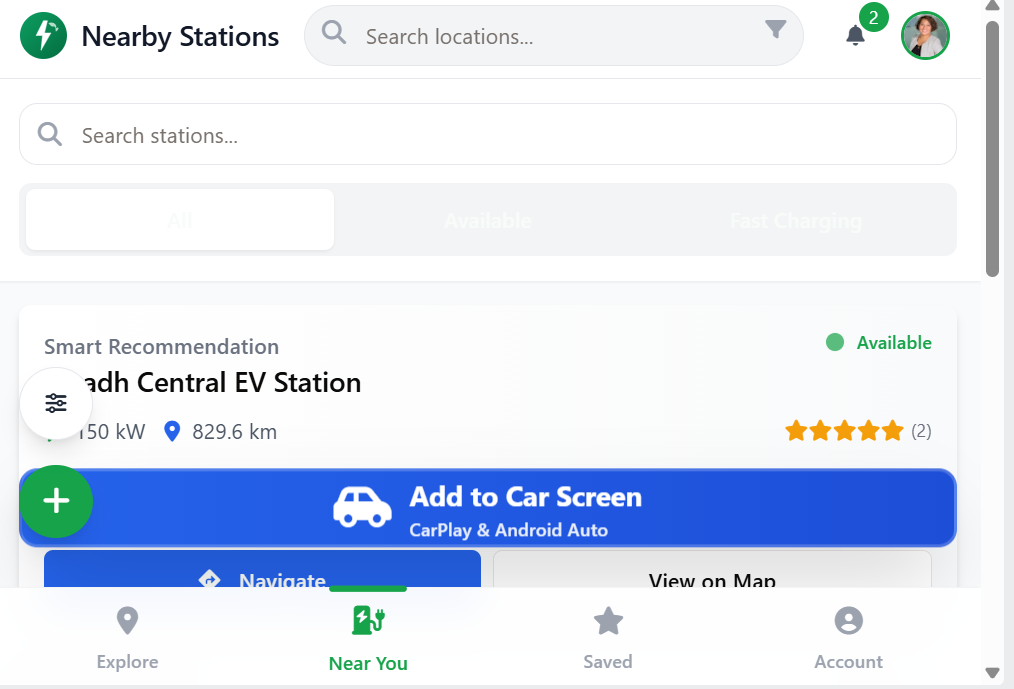 Nearby Stations
Search locations...
2
Search stations...
All
Available
Fast Charging
Smart Recommendation
Available
adh Central EV Station
150 kW
829.6 km
(2)
Add to Car Screen
CarPlay & Android Auto
Navigate
View on Map
Explore
Near You
Saved
Account